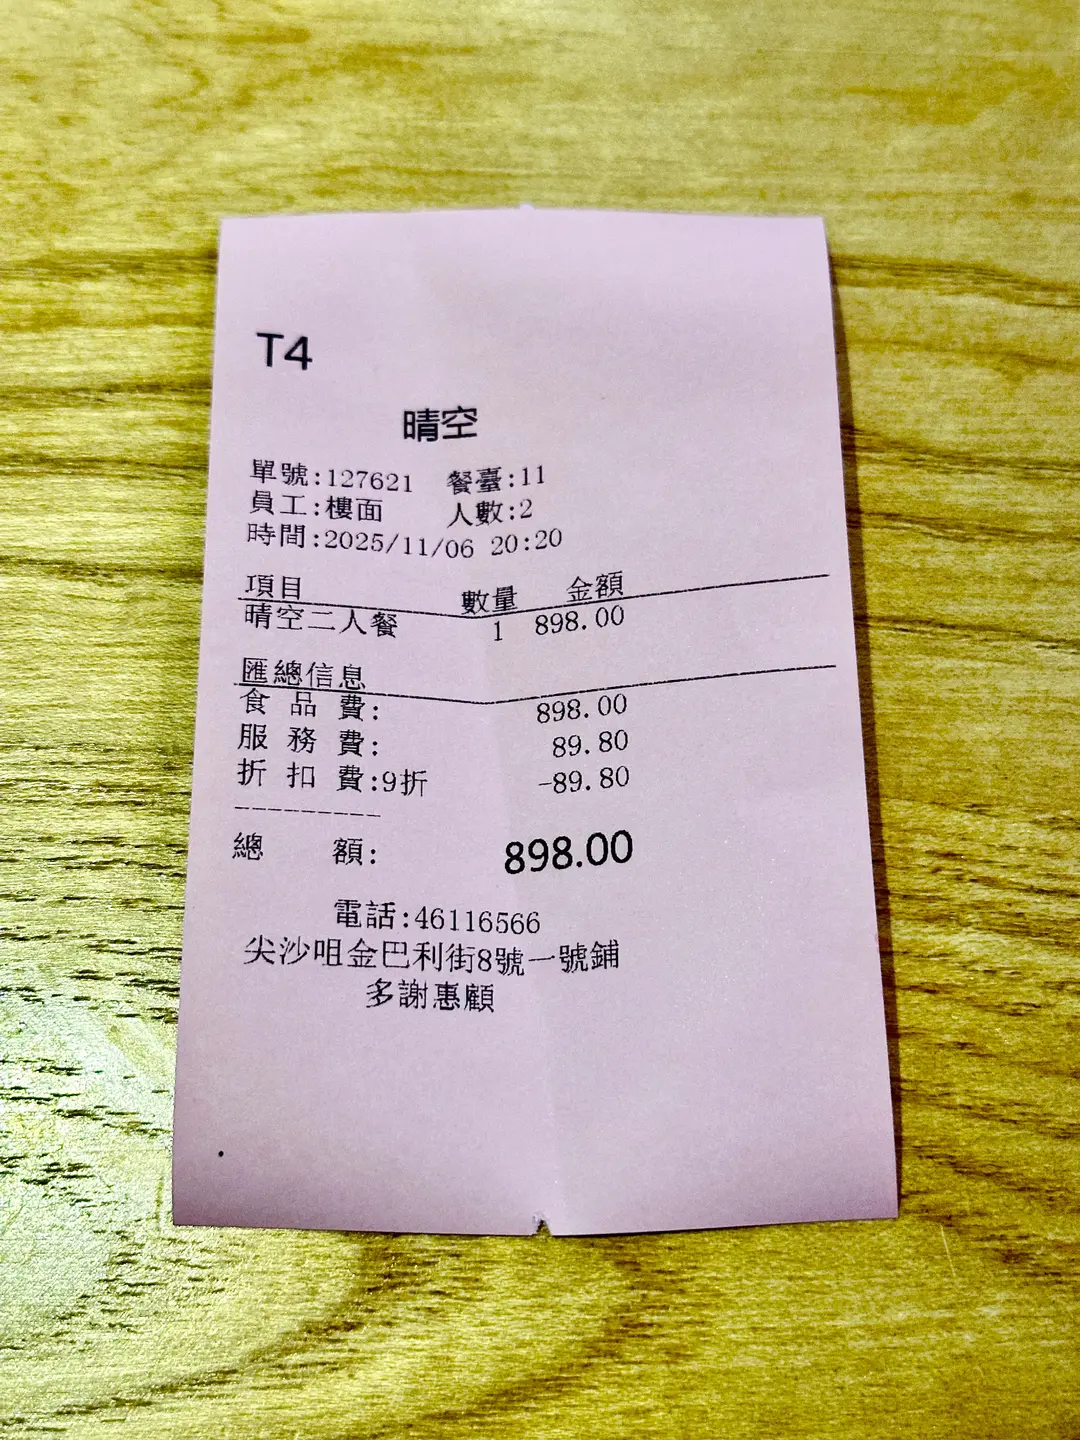 T4
晴空
單號:127621 餐臺:11
員工:樓面 人數:2
時間:2025/11/06 20:20
項目 數量 金額
晴空二人餐 1 898.00
匯總信息
食品費: 898.00
服務費: 89.80
折扣費:9折 -89.80
------------
總額: 898.00
電話:46116566
尖沙咀金巴利街8號一號鋪
多謝惠顧